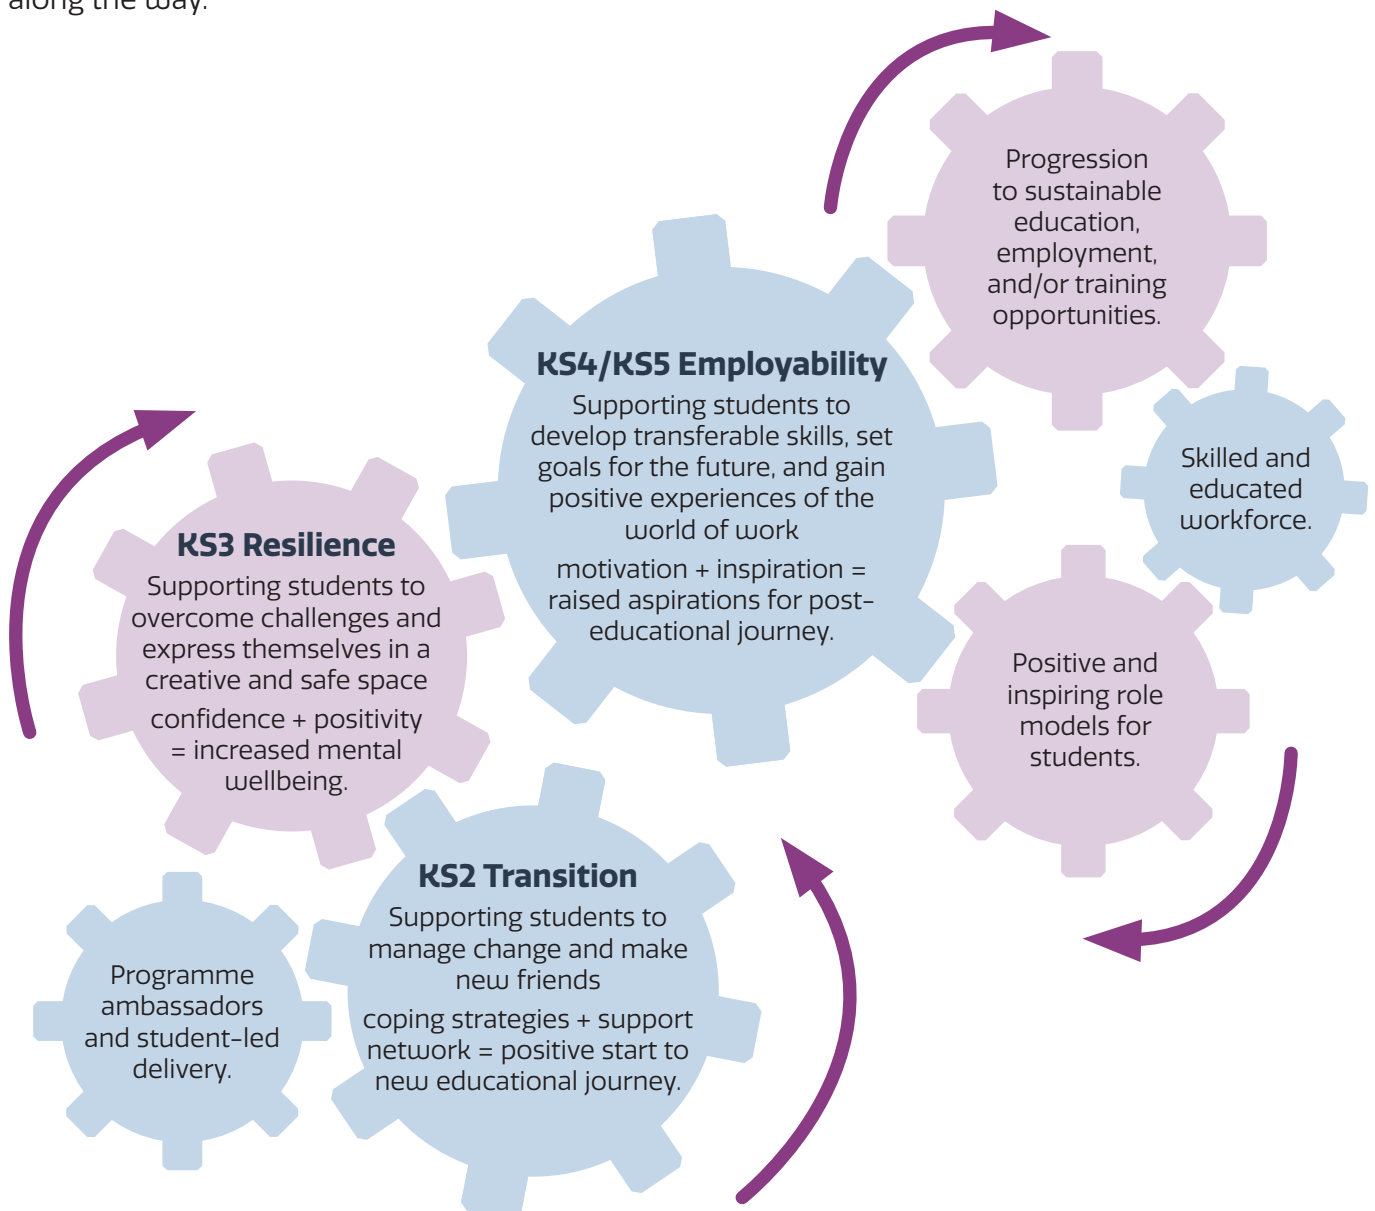 along the way.
Progression
to sustainable
education,
employment,
and/or training
opportunities.
KS4/KS5 Employability
Supporting students to
develop transferable skills, set
goals for the future, and gain
positive experiences of the
world of work
motivation + inspiration =
raised aspirations for post-
educational journey.
Skilled and
educated
workforce.
KS3 Resilience
Supporting students to
overcome challenges and
express themselves in a
creative and safe space
confidence + positivity
= increased mental
wellbeing.
Positive and
inspiring role
models for
students.
KS2 Transition
Supporting students to
manage change and make
new friends
coping strategies + support
network = positive start to
new educational journey.
Programme
ambassadors
and student-led
delivery.